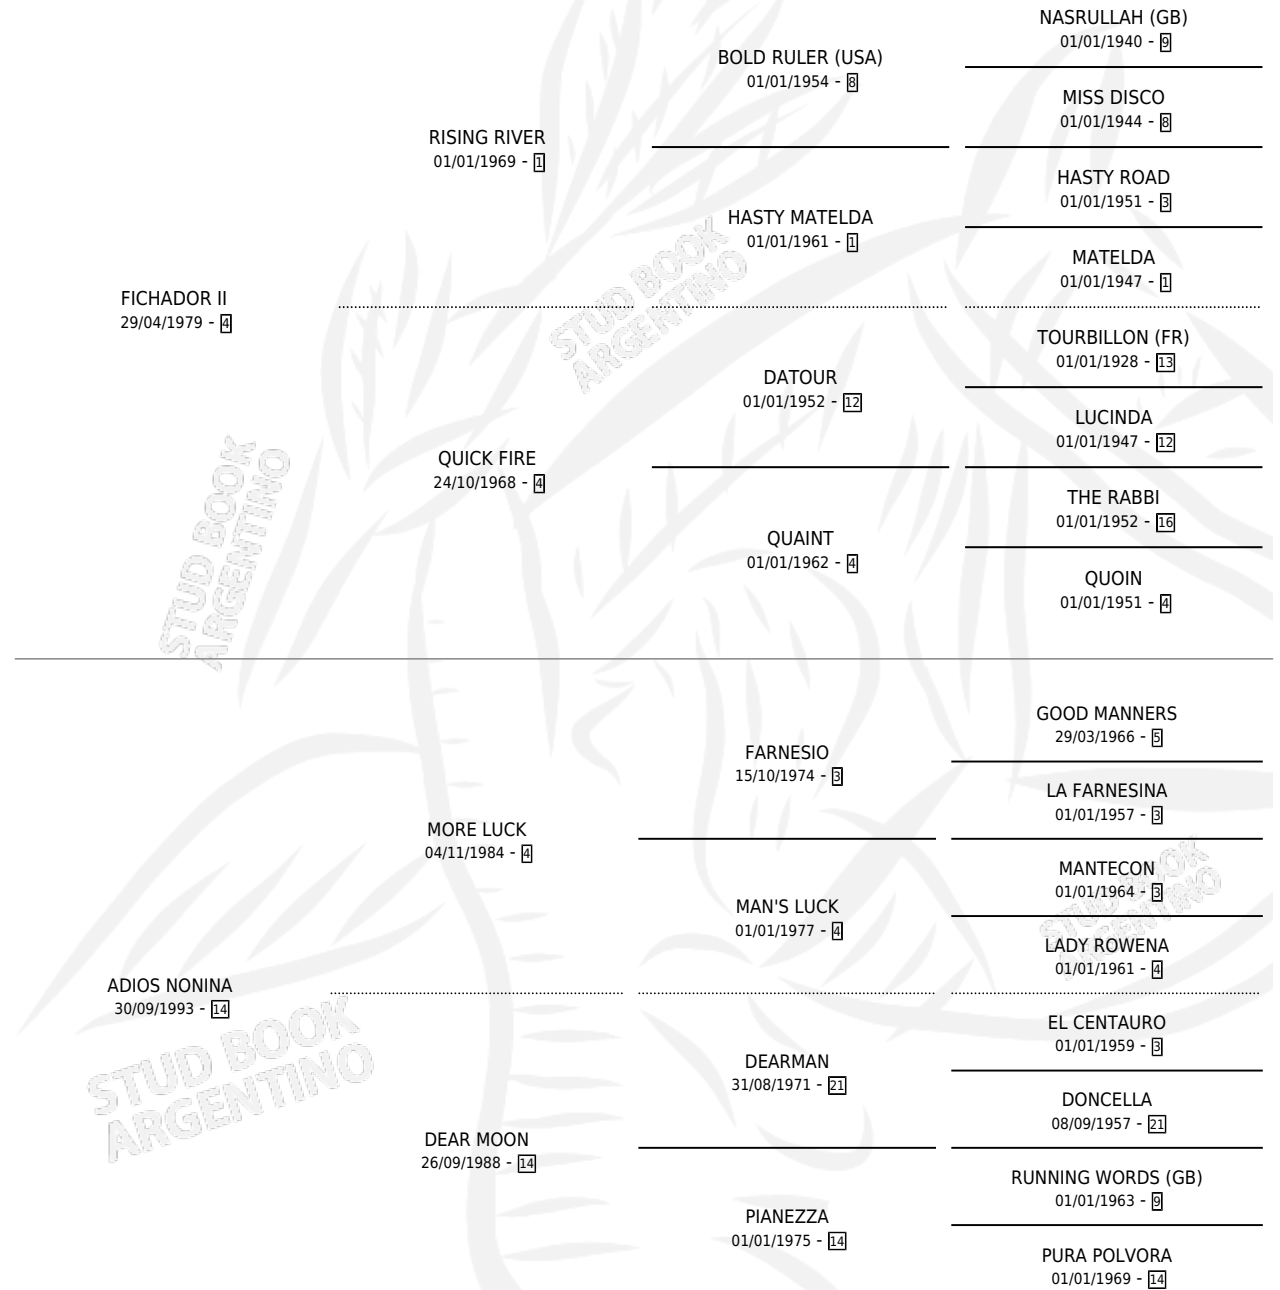 NASRULLAH (GB)
01/01/1940 - 9
BOLD RULER (USA)
01/01/1954 - 8
MISS DISCO
01/01/1944 - 8
RISING RIVER
01/01/1969 - 1
HASTY ROAD
01/01/1951 - 3
HASTY MATELDA
01/01/1961 - 1
MATELDA
01/01/1947 - 1
FICHADOR II
29/04/1979 - 4
TOURBILLON (FR)
01/01/1928 - 13
DATOUR
01/01/1952 - 12
LUCINDA
01/01/1947 - 12
QUICK FIRE
24/10/1968 - 4
THE RABBI
01/01/1952 - 16
QUAINT
01/01/1962 - 4
QUOIN
01/01/1951 - 4
GOOD MANNERS
29/03/1966 - 5
FARNESIO
15/10/1974 - 3
LA FARNESINA
01/01/1957 - 3
MORE LUCK
04/11/1984 - 4
MANTECON
01/01/1964 - 3
MAN'S LUCK
01/01/1977 - 4
LADY ROWENA
01/01/1961 - 4
ADIOS NONINA
30/09/1993 - 14
EL CENTAURO
01/01/1959 - 3
DEARMAN
31/08/1971 - 21
DONCELLA
08/09/1957 - 21
DEAR MOON
26/09/1988 - 14
RUNNING WORDS (GB)
01/01/1963 - 9
PIANEZZA
01/01/1975 - 14
PURA POLVORA
01/01/1969 - 14
STUD BOOK
ARGENTINO
STUD BOOK
ARGENTINO
STUD BOOK
ARGENTINO
STUD BOOK
ARGENTINO